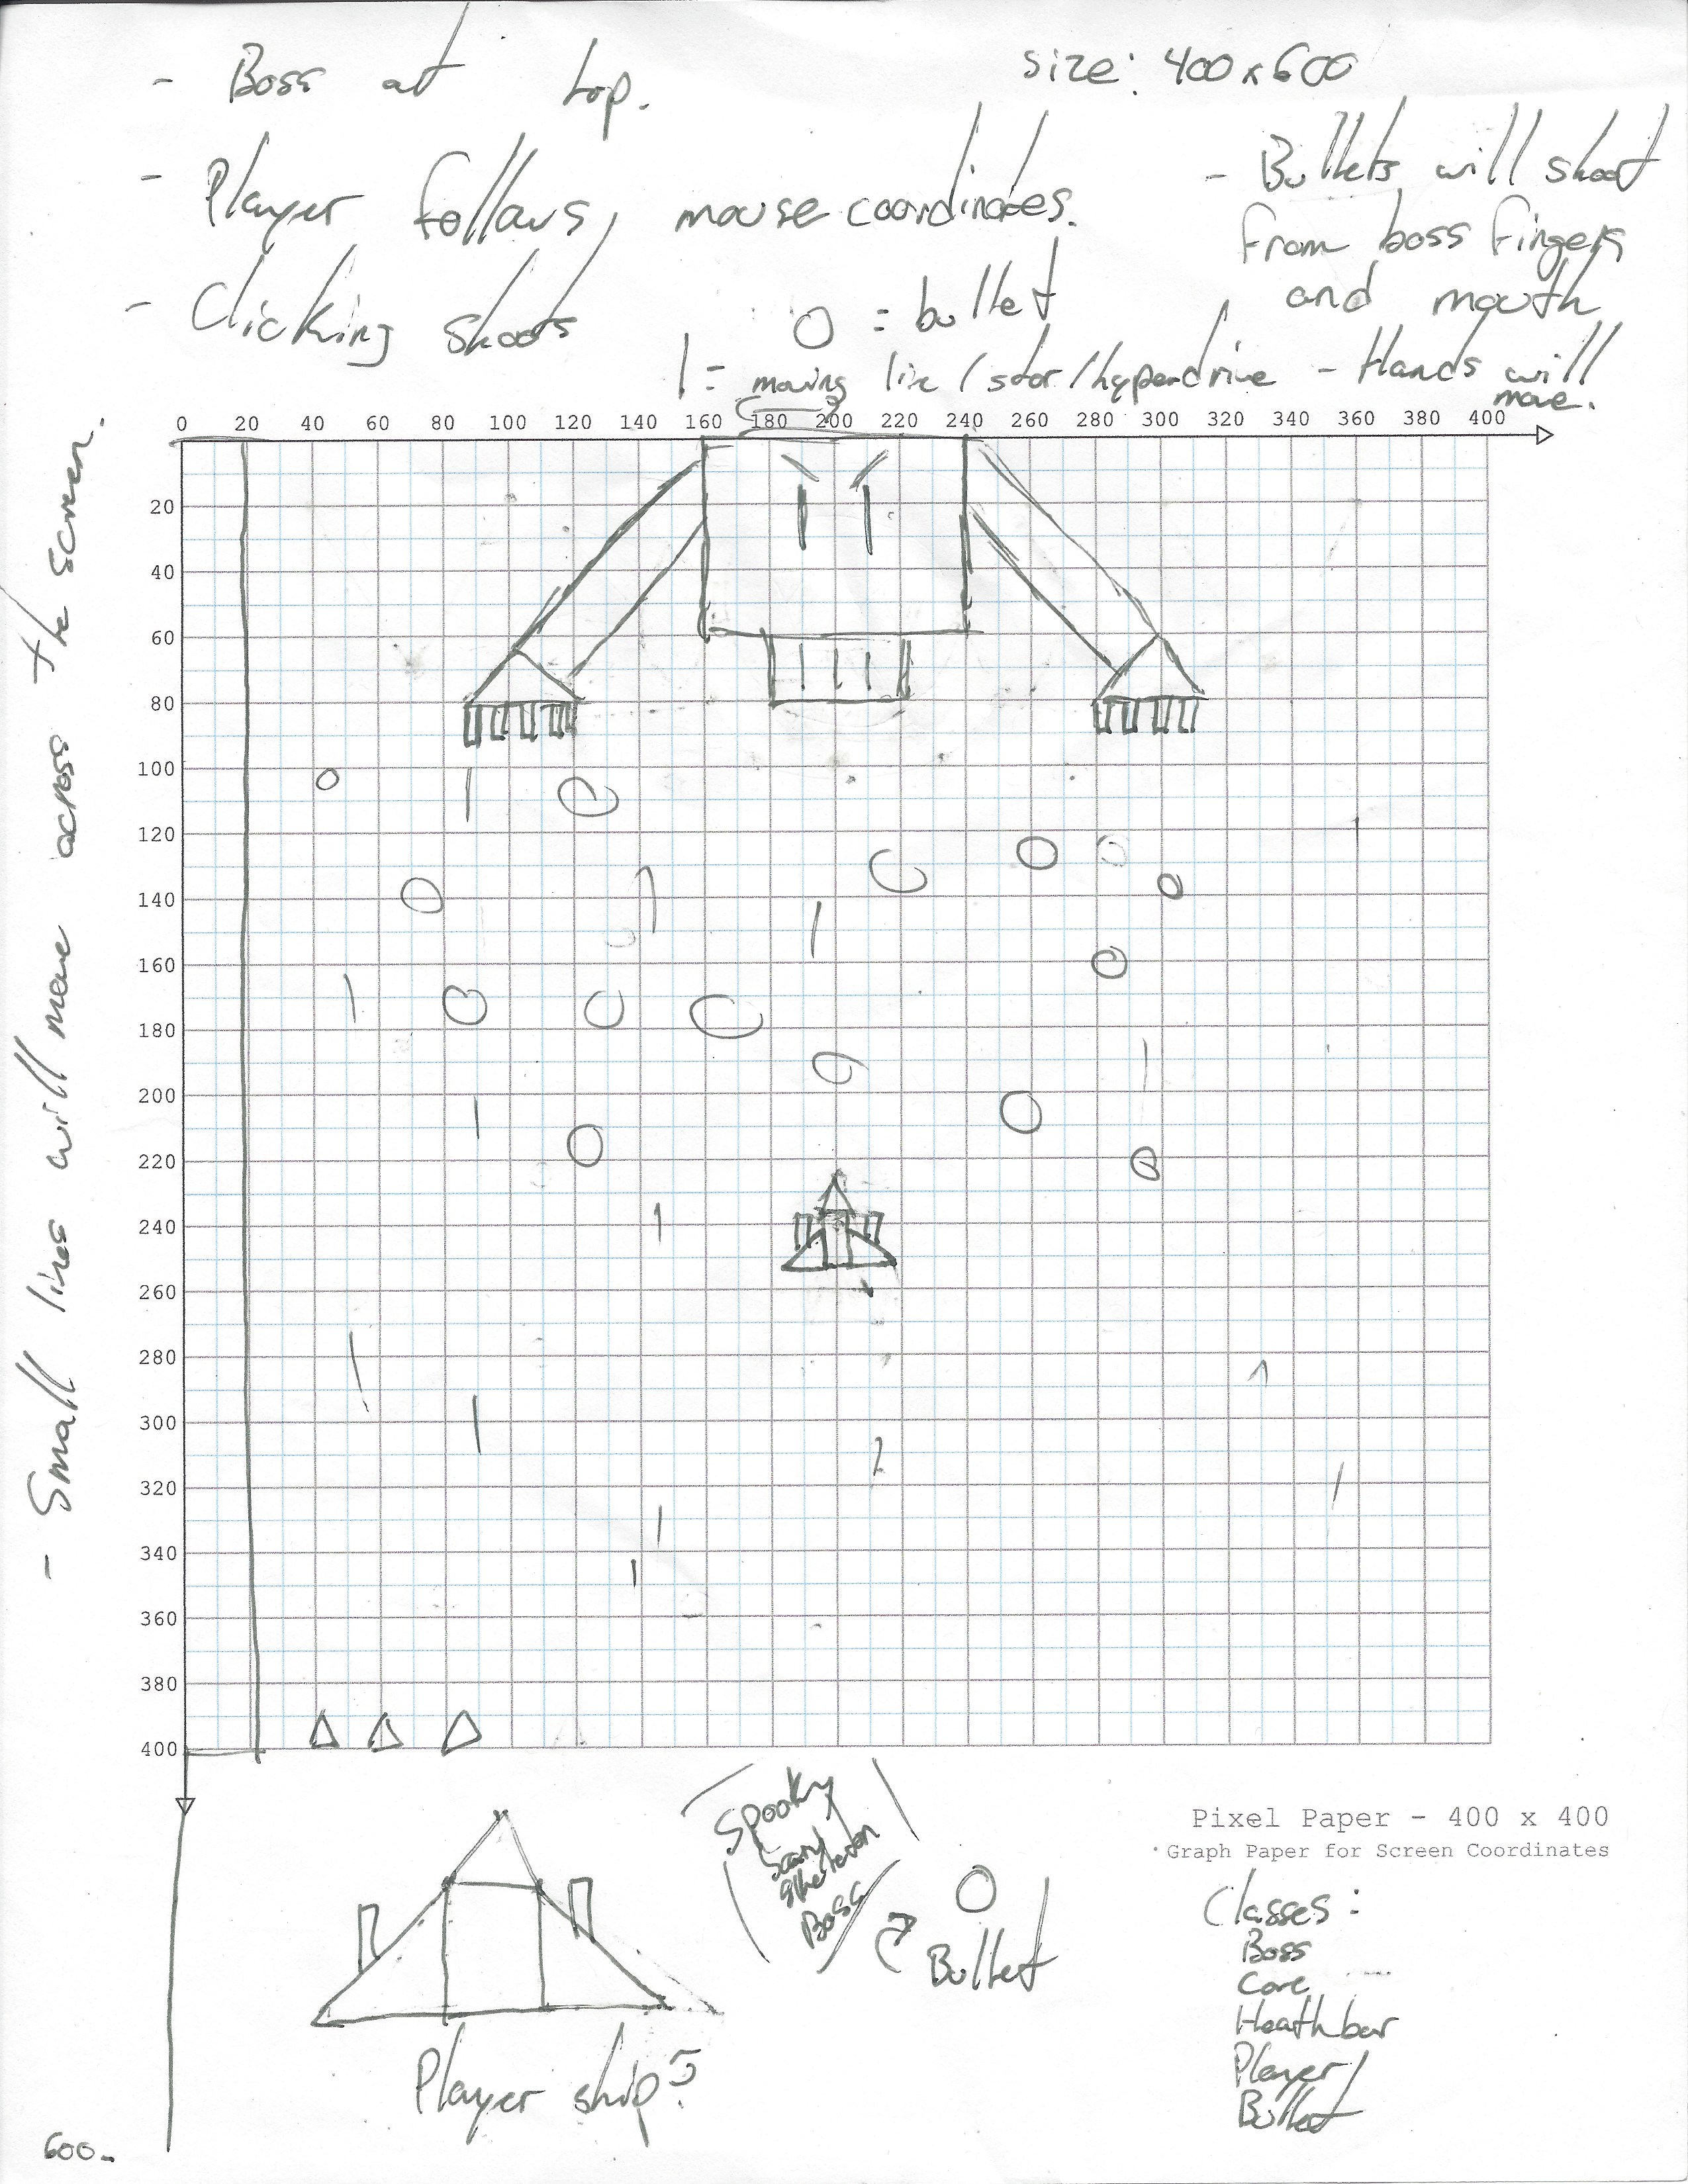 - Boss at top.
size: 400x600
- Player follows mouse coordinates.
- Bullets will shoot
from boss fingers
and mouth
- Clicking shoots
O = bullet
| = moving line/star/hyperdrive
- Hands will
move.
0 20 40 60 80 100 120 140 160 180 200 220 240 260 280 300 320 340 360 380 400
20
40
60
80
100
120
140
160
180
200
220
240
260
280
300
320
340
360
380
400
600-
- Small lines will move across the screen.
Spooky
Scary
Skeleton
Boss
Bullet
Player ship
Pixel Paper - 400 x 400
Graph Paper for Screen Coordinates
Classes:
Boss
Core
Heathbar
Player
Bullet